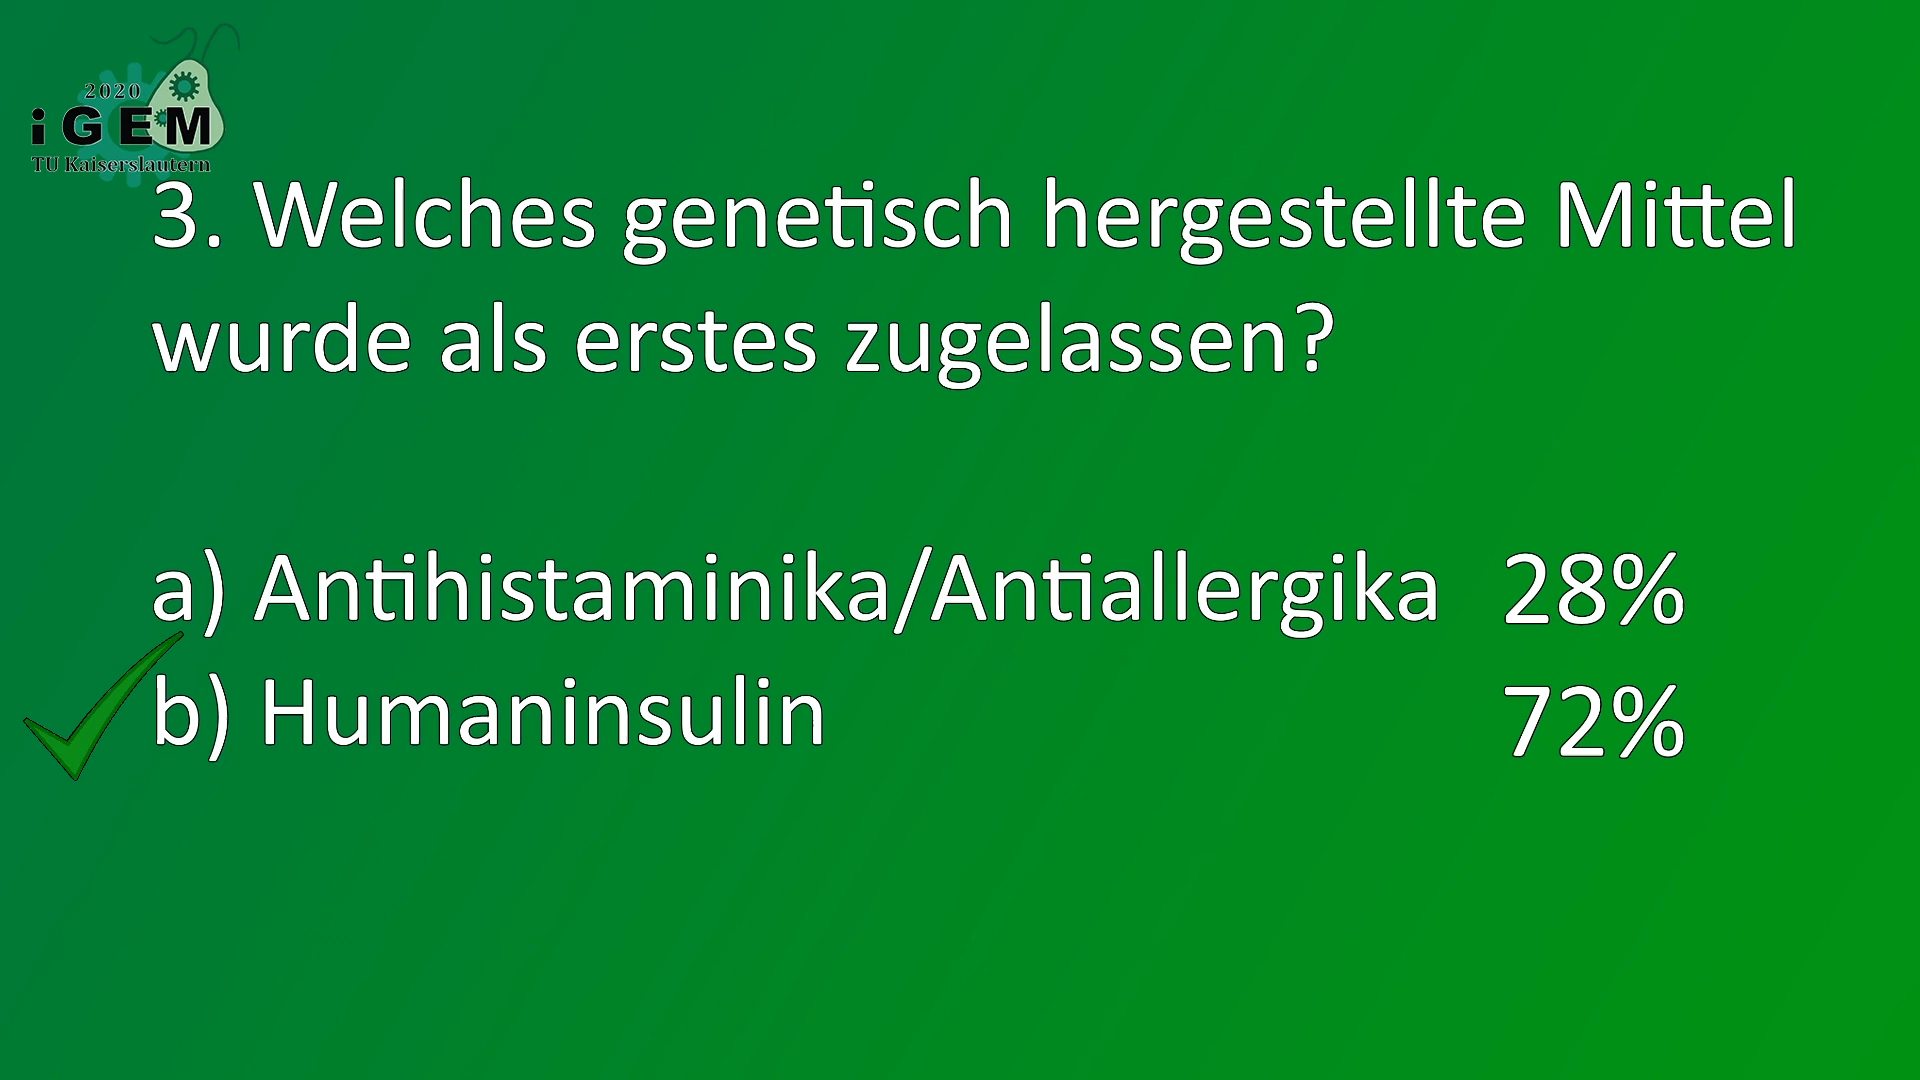 2020
iGEM
TU Kaiserslautern
3. Welches genetisch hergestellte Mittel
wurde als erstes zugelassen?
a) Antihistaminika/Antiallergika 28%
b) Humaninsulin 72%